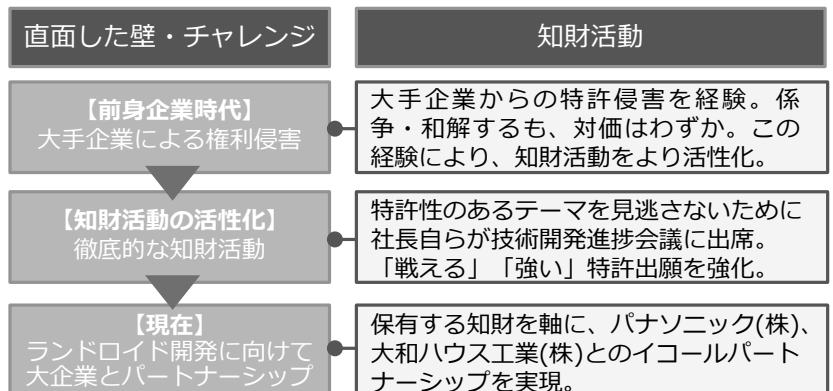 直面した壁・チャレンジ
知財活動
【前身企業時代】
大手企業による権利侵害
大手企業からの特許侵害を経験。係
争・和解するも、対価はわずか。この
経験により、知財活動をより活性化。
【知財活動の活性化】
徹底的な知財活動
特許性のあるテーマを見逃さないために
社長自らが技術開発進捗会議に出席。
「戦える」「強い」特許出願を強化。
【現在】
ランドロイド開発に向けて
大企業とパートナーシップ
保有する知財を軸に、パナソニック(株)、
大和ハウス工業(株)とのイコールパート
ナーシップを実現。